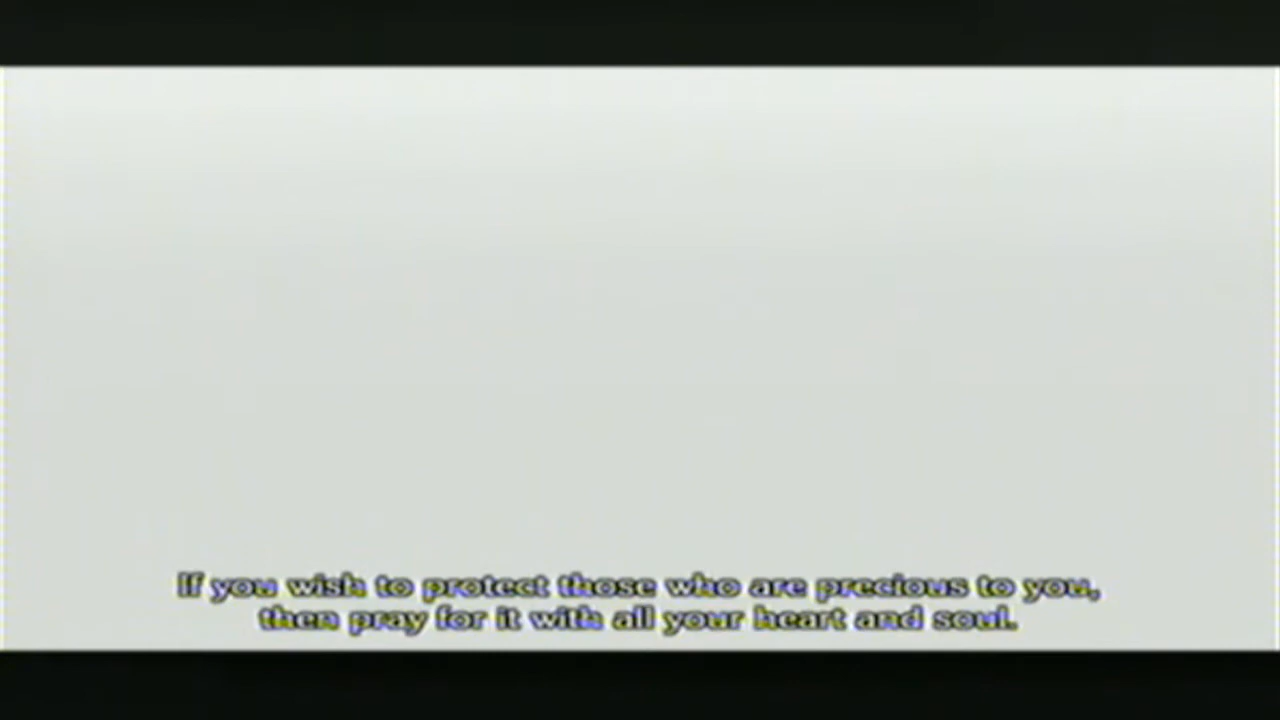 If you wish to protect those who are precious to you,
then pray for it with all your heart and soul.